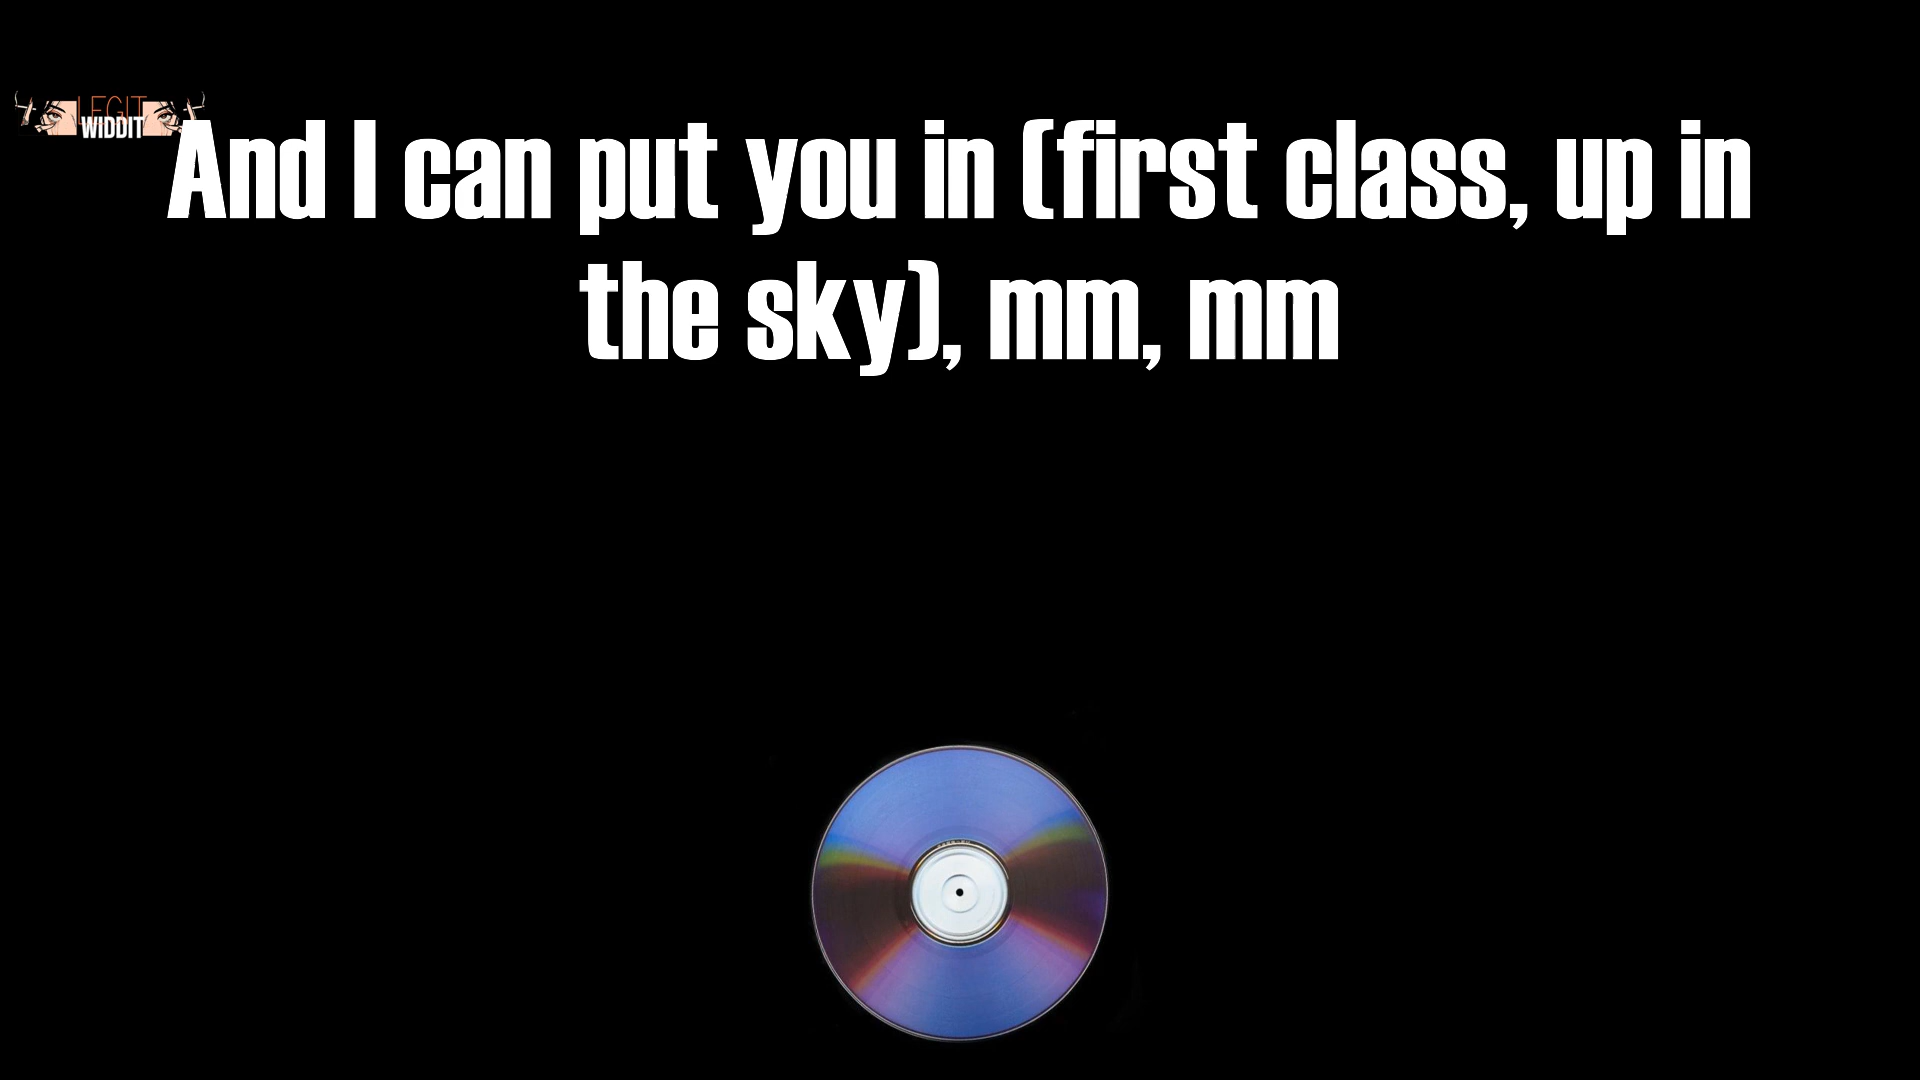 LEGIT
WIDDIT
And I can put you in (first class, up in
the sky), mm, mm